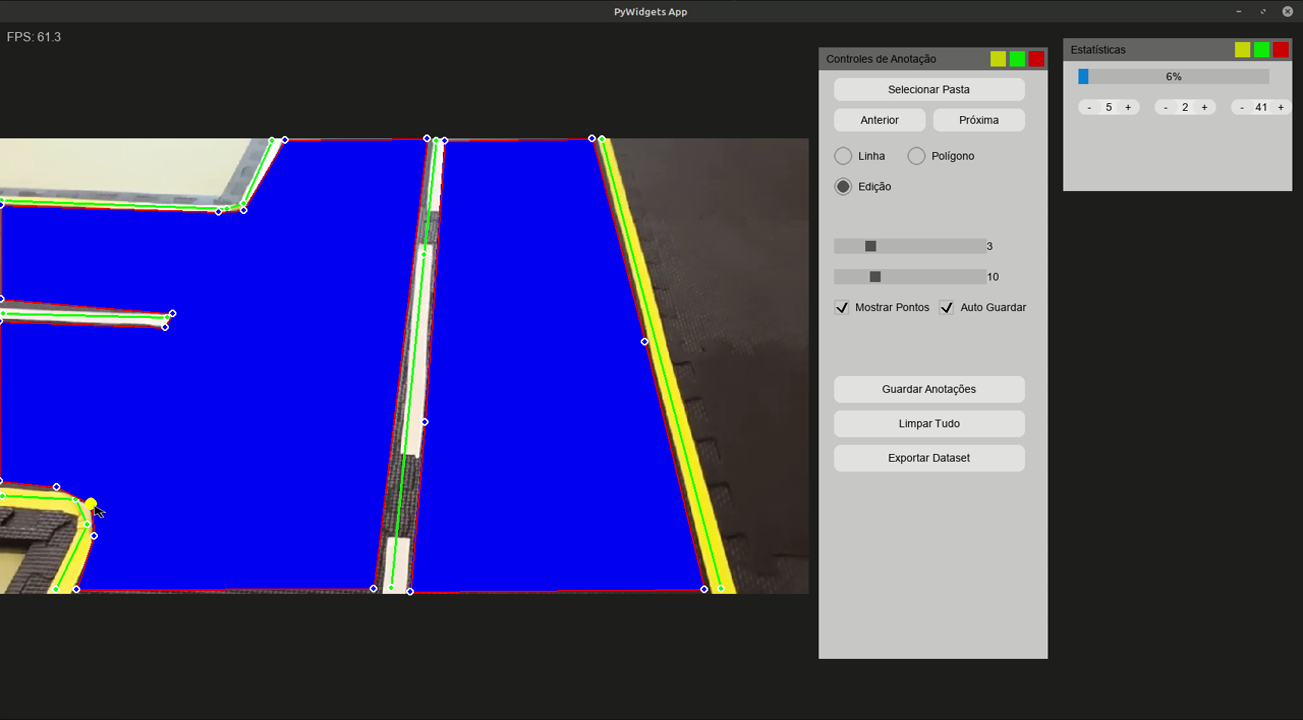 PyWidgets App
FPS: 61.3
Controles de Anotação
Selecionar Pasta
Anterior Próxima
Linha Polígono
Edição
3
10
Mostrar Pontos Auto Guardar
Guardar Anotações
Limpar Tudo
Exportar Dataset
Estatísticas
6%
- 5 + - 2 + - 41 +